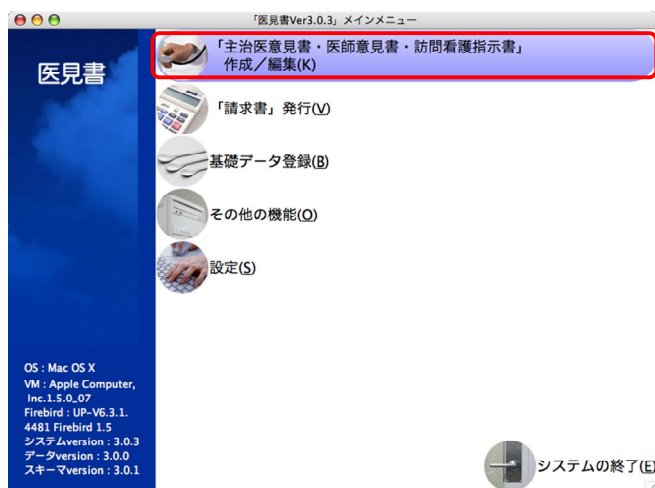 「医見書Ver3.0.3」メインメニュー
医見書
「主治医意見書・医師意見書・訪問看護指示書」
作成／編集(K)
「請求書」発行(V)
基礎データ登録(B)
その他の機能(O)
設定(S)
OS : Mac OS X
VM : Apple Computer,
Inc.1.5.0_07
Firebird : UP-V6.3.1.
4481 Firebird 1.5
システムversion : 3.0.3
データversion : 3.0.0
スキーマversion : 3.0.1
システムの終了(E)